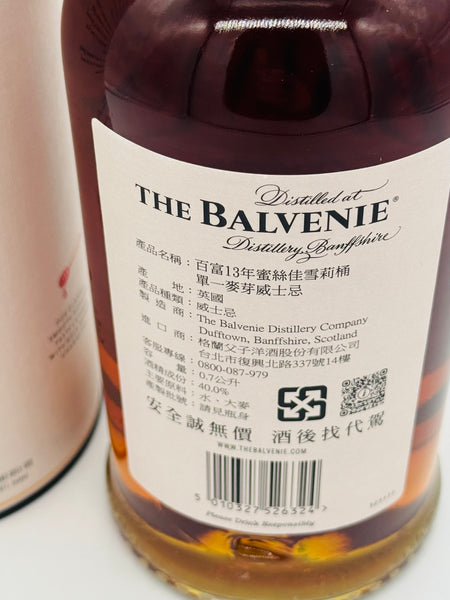 Distilled at
THE BALVENIE®
Distillery, Banffshire
產品名稱：百富13年蜜絲佳雪莉桶
單一麥芽威士忌
產地：英國
產品種類：威士忌
製造商：The Balvenie Distillery Company
Dufftown, Banffshire, Scotland
進口商：格蘭父子洋酒股份有限公司
台北市復興北路337號14樓
客服專線：0800-087-979
容量：0.7公升
酒精成份：40.0%
主要原料：水、大麥
產製批號：請見瓶身
安全誠無價 酒後找代駕
WWW.THEBALVENIE.COM
5 010327 526324 >
Please Drink Responsibly